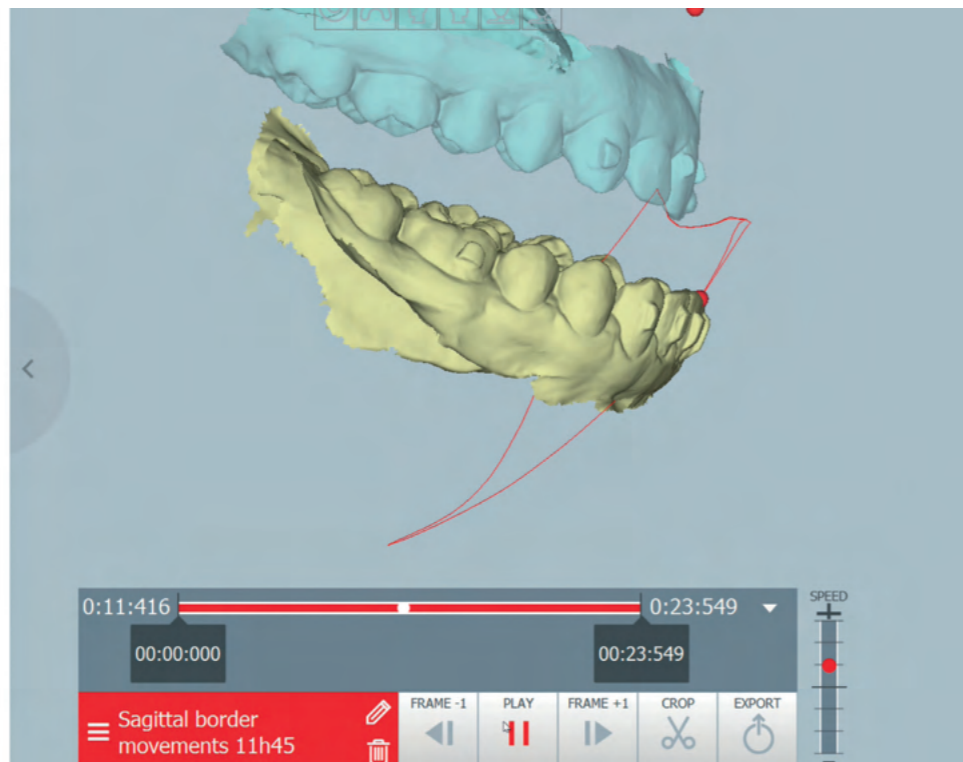 0:11:416 0:23:549
SPEED
00:00:000 00:23:549
Sagittal border
movements 11h45
FRAME -1 PLAY FRAME +1 CROP EXPORT